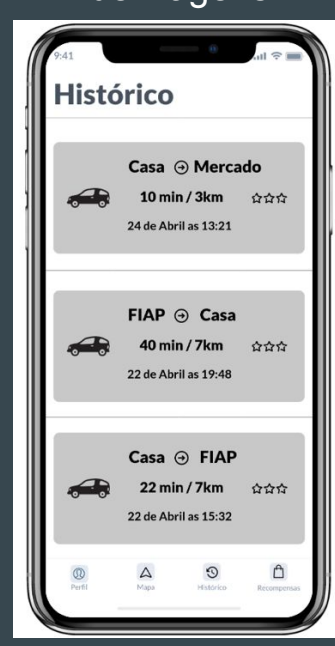 9:41
Histórico
Casa → Mercado
10 min / 3km ☆☆☆
24 de Abril as 13:21
FIAP → Casa
40 min / 7km ☆☆☆
22 de Abril as 19:48
Casa → FIAP
22 min / 7km ☆☆☆
22 de Abril as 15:32
Perfil Mapa Histórico Recompensas